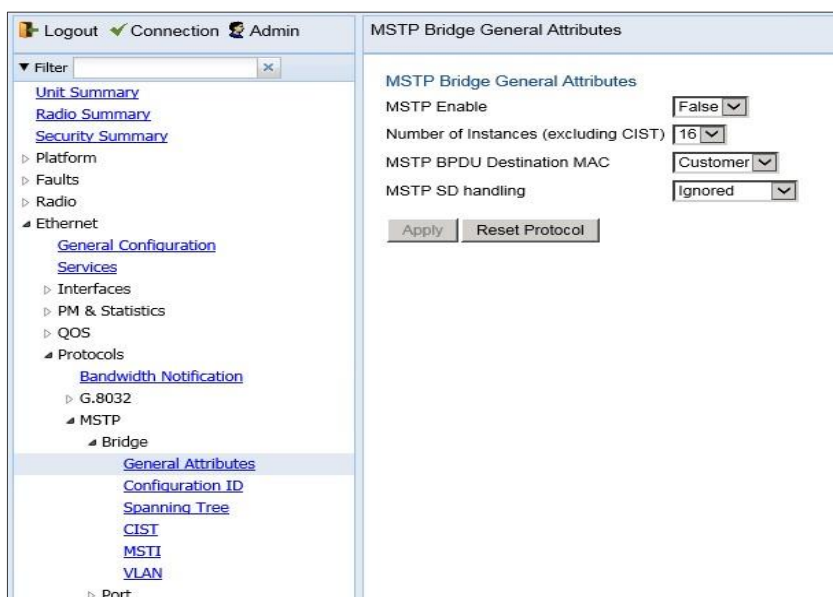 Logout Connection Admin
Filter
Unit Summary
Radio Summary
Security Summary
Platform
Faults
Radio
Ethernet
General Configuration
Services
Interfaces
PM & Statistics
QOS
Protocols
Bandwidth Notification
G.8032
MSTP
Bridge
General Attributes
Configuration ID
Spanning Tree
CIST
MSTI
VLAN
Port
MSTP Bridge General Attributes
MSTP Bridge General Attributes
MSTP Enable False
Number of Instances (excluding CIST) 16
MSTP BPDU Destination MAC Customer
MSTP SD handling Ignored
Apply Reset Protocol